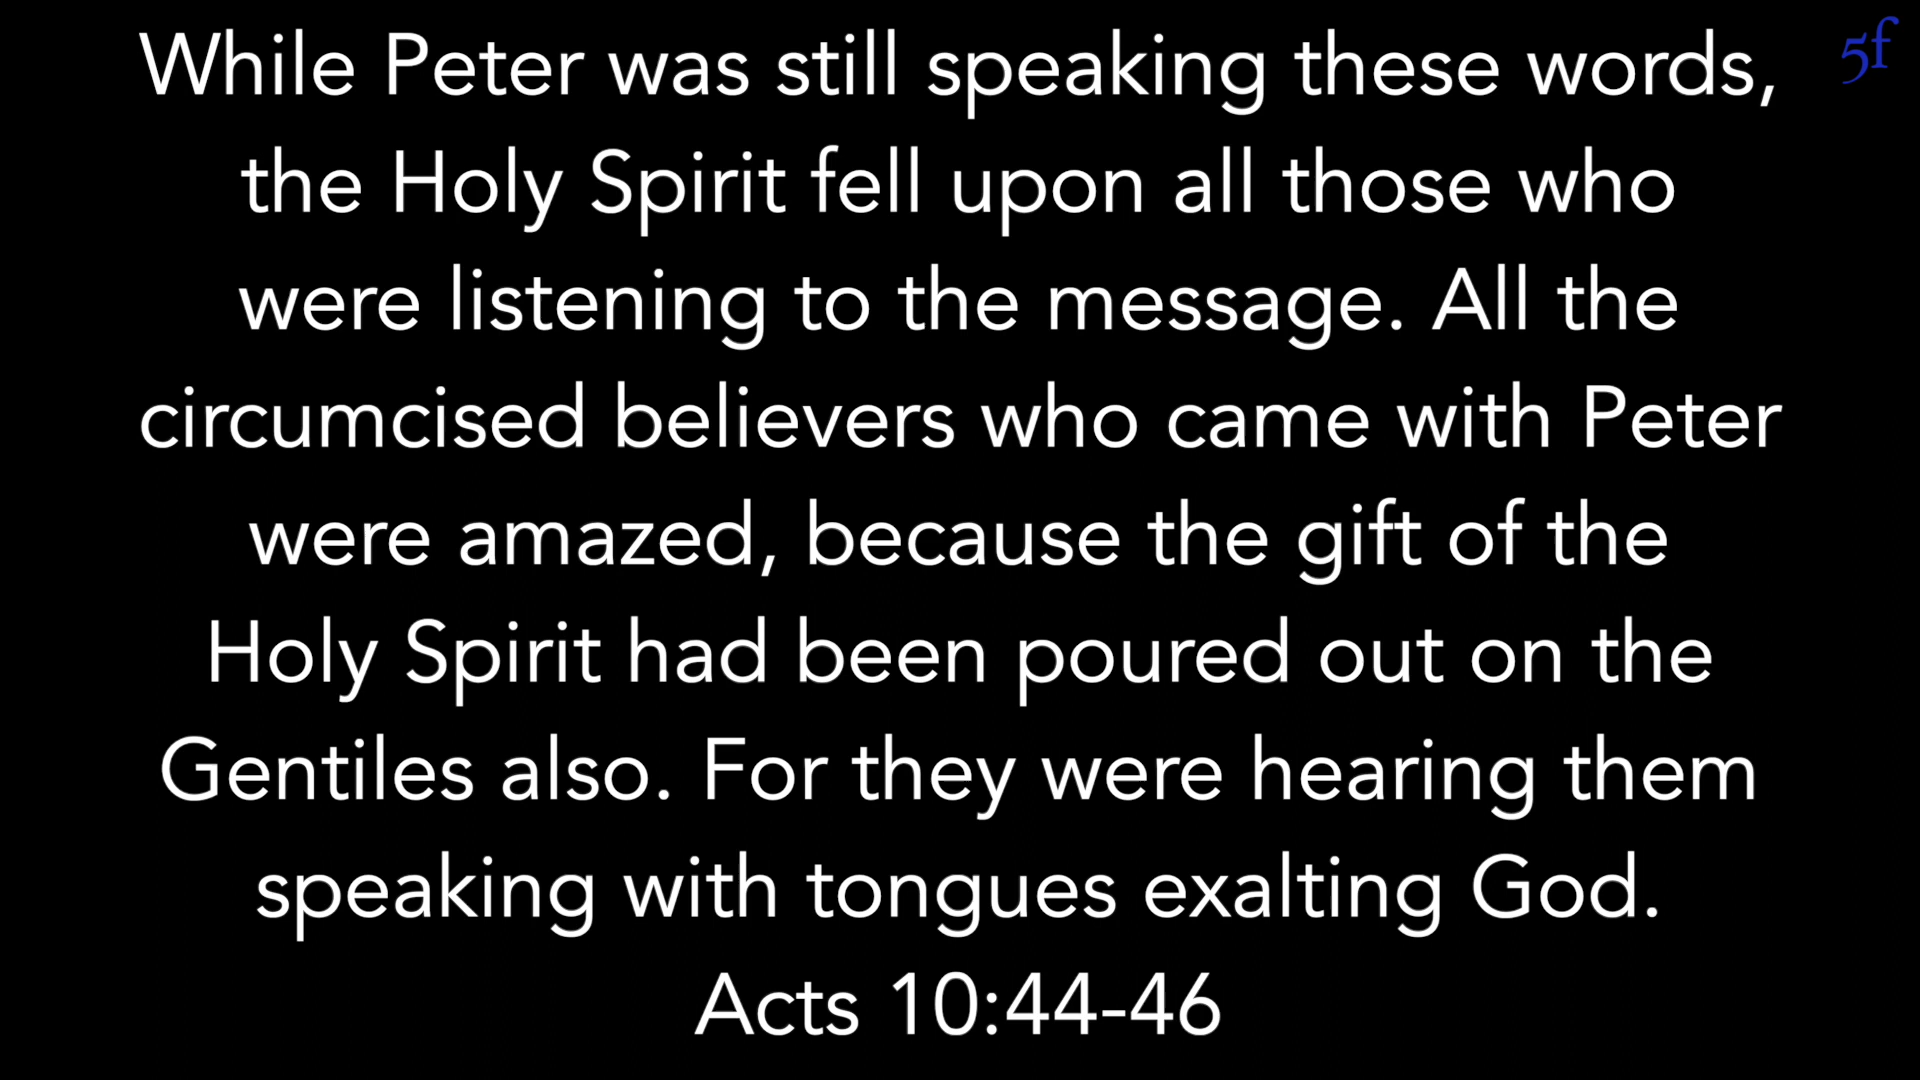 While Peter was still speaking these words,
5f
the Holy Spirit fell upon all those who
were listening to the message. All the
circumcised believers who came with Peter
were amazed, because the gift of the
Holy Spirit had been poured out on the
Gentiles also. For they were hearing them
speaking with tongues exalting God.
Acts 10:44-46